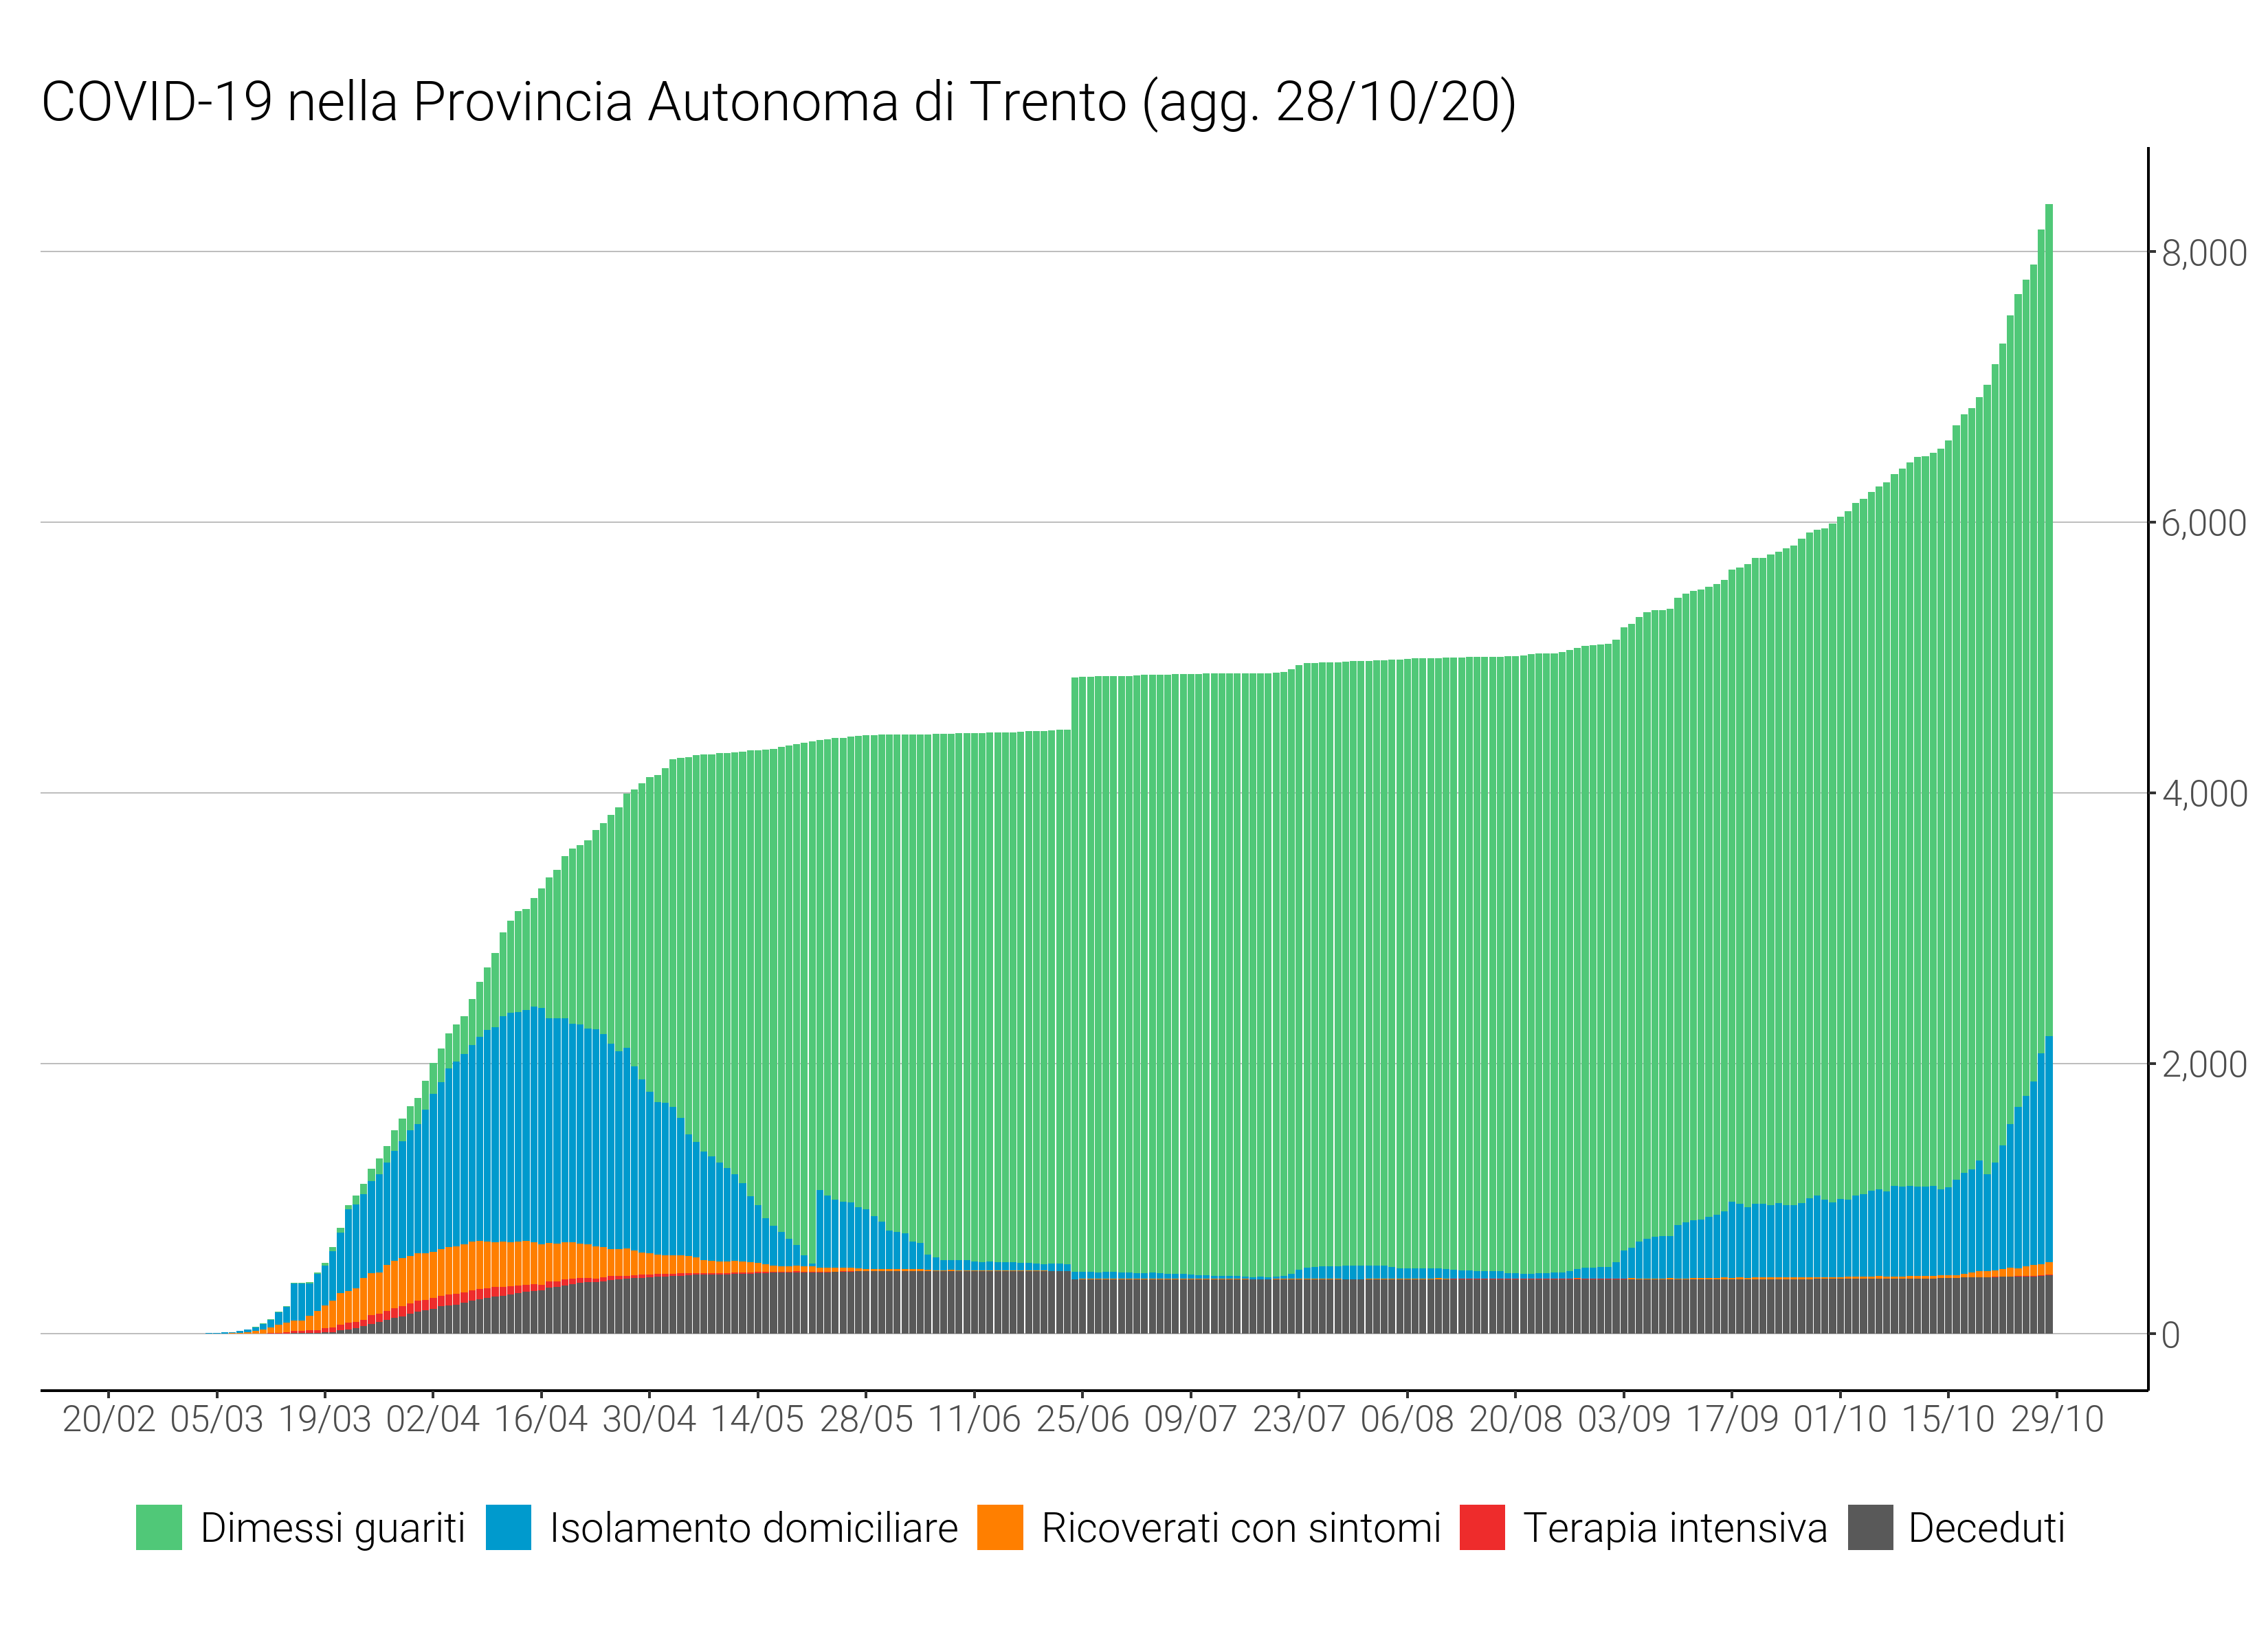 COVID-19 nella Provincia Autonoma di Trento (agg. 28/10/20)
8,000
6,000
4,000
2,000
0
20/02 05/03 19/03 02/04 16/04 30/04 14/05 28/05 11/06 25/06 09/07 23/07 06/08 20/08 03/09 17/09 01/10 15/10 29/10
Dimessi guariti Isolamento domiciliare Ricoverati con sintomi Terapia intensiva Deceduti